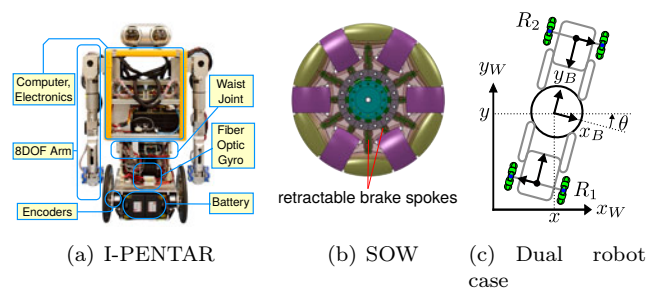 Computer,
Electronics
8DOF Arm
Encoders
Waist
Joint
Fiber
Optic
Gyro
Battery
(a) I-PENTAR
retractable brake spokes
(b) SOW
R2
yW
yB
y
θ
xB
R1
x
xW
(c) Dual robot
case